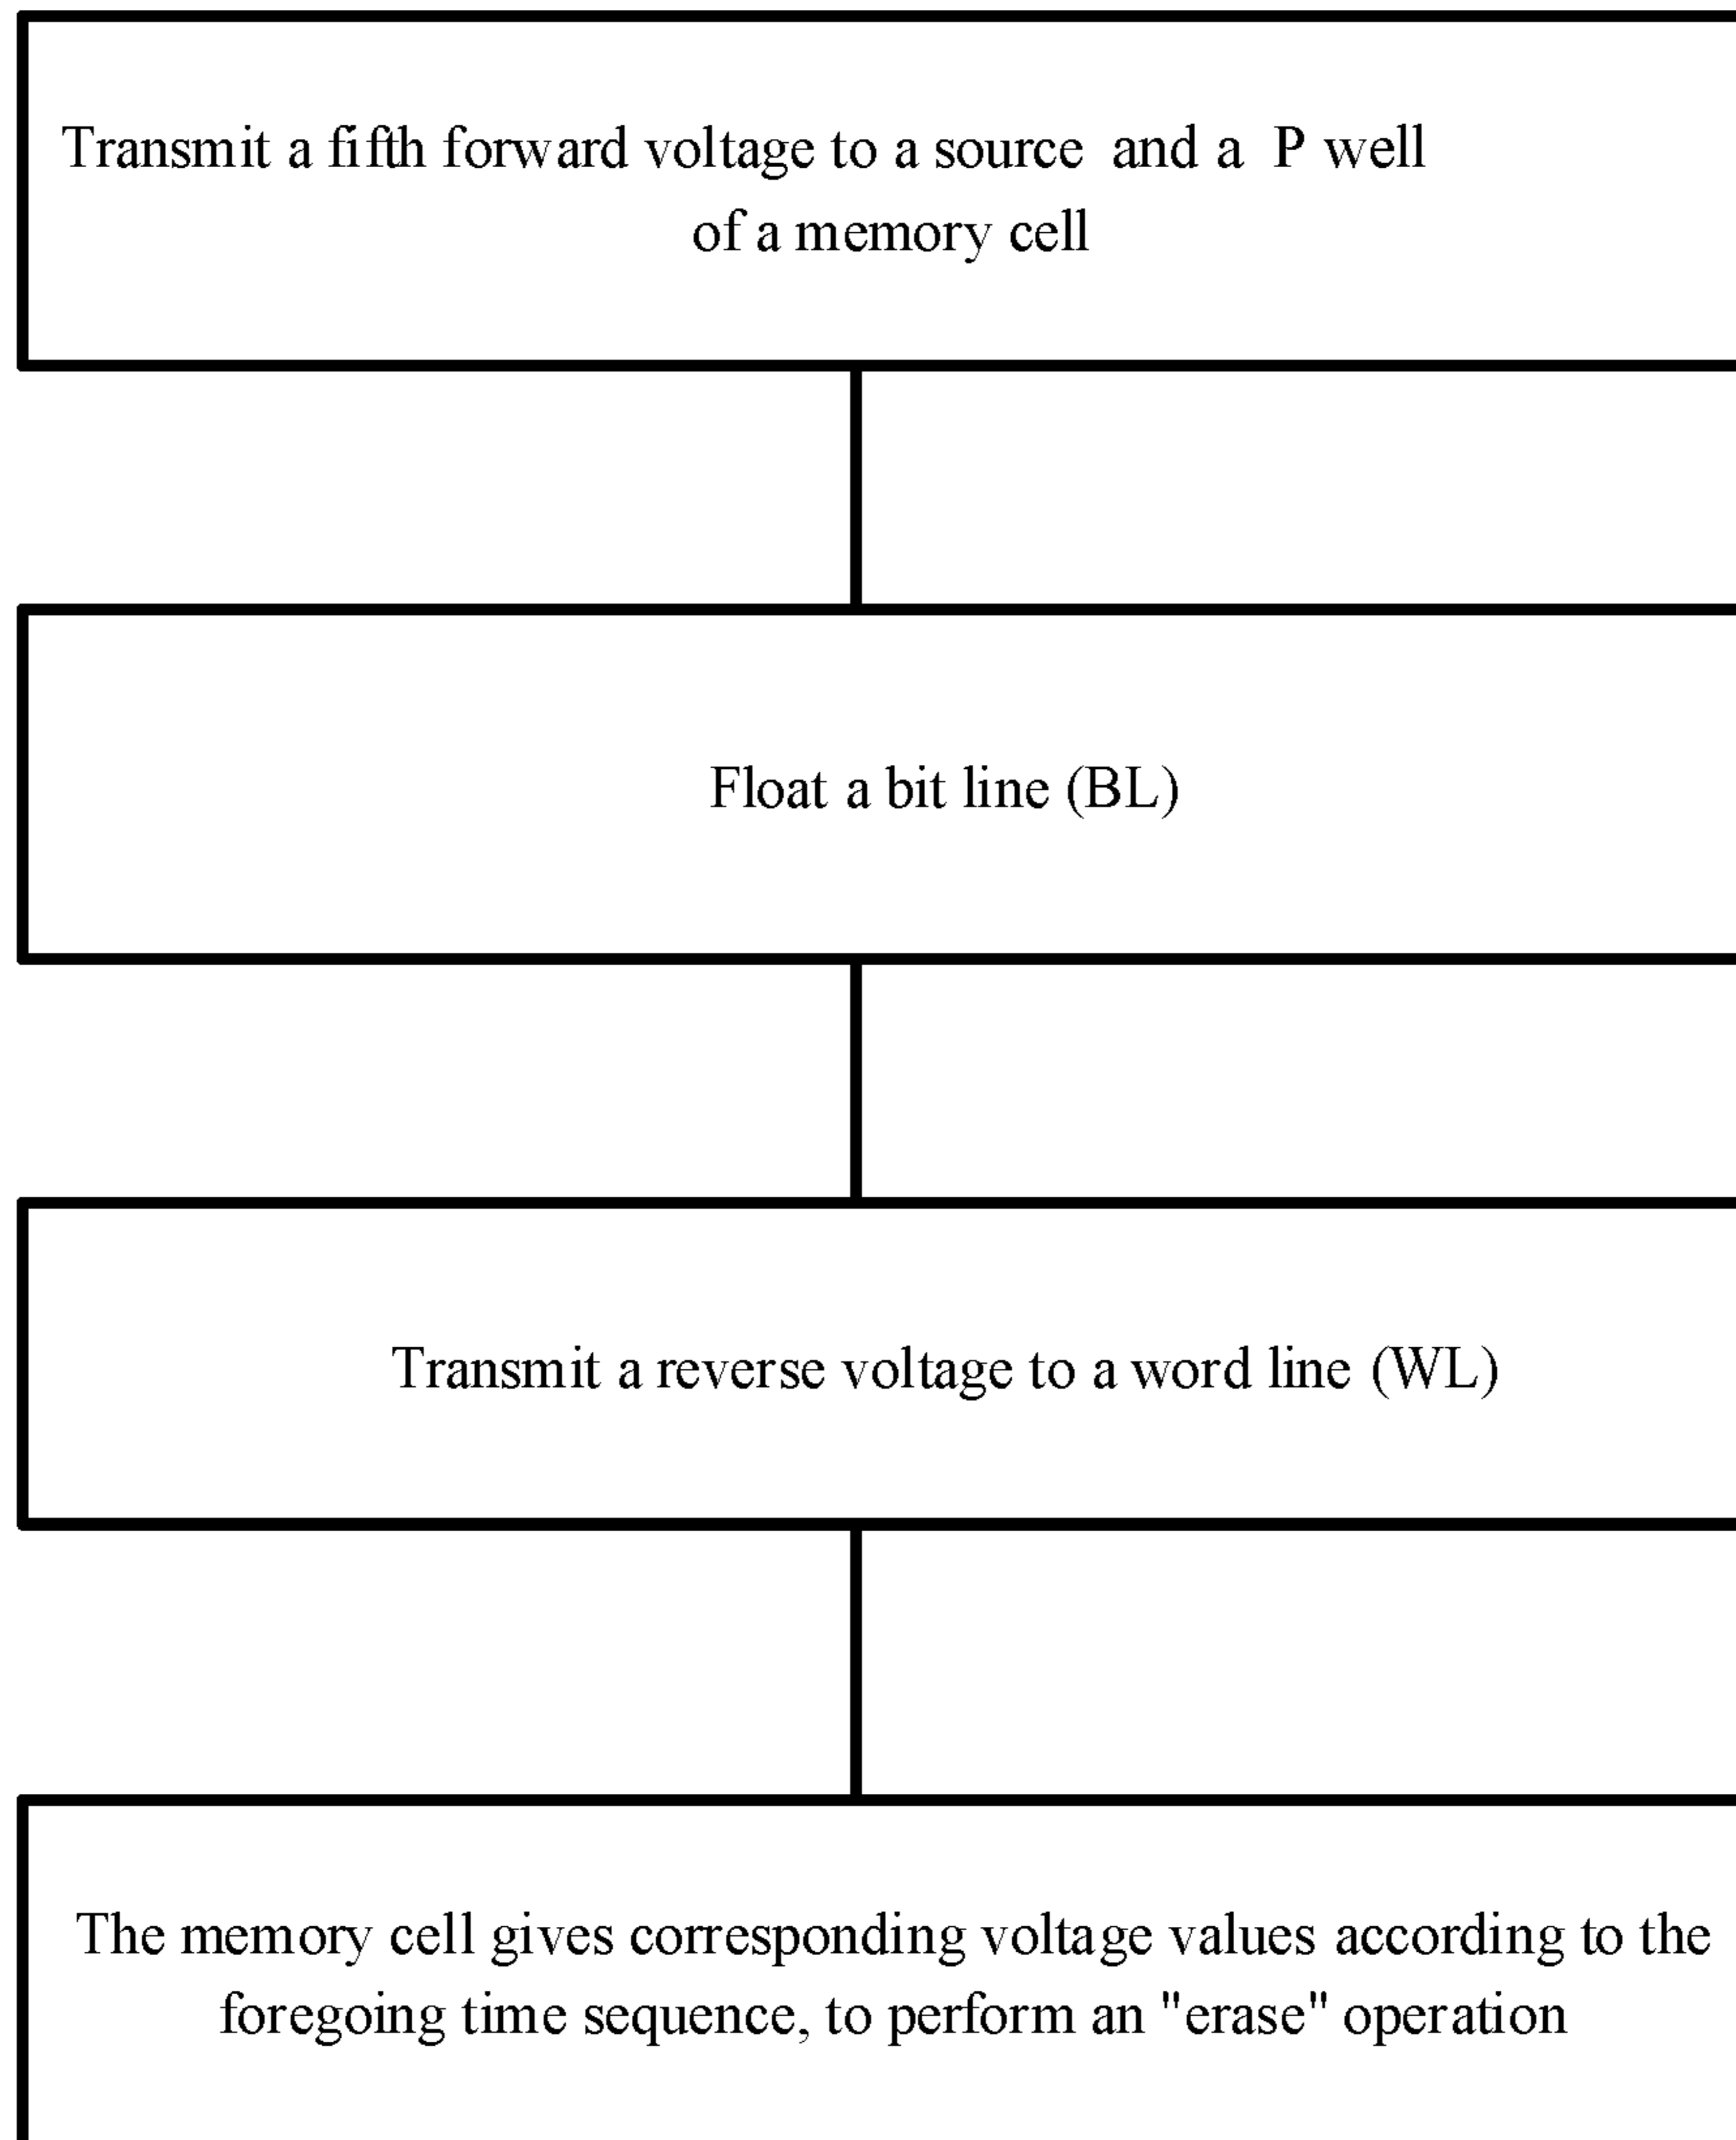 Transmit a fifth forward voltage to a source and a P well
of a memory cell
Float a bit line (BL)
Transmit a reverse voltage to a word line (WL)
The memory cell gives corresponding voltage values according to the
foregoing time sequence, to perform an "erase" operation